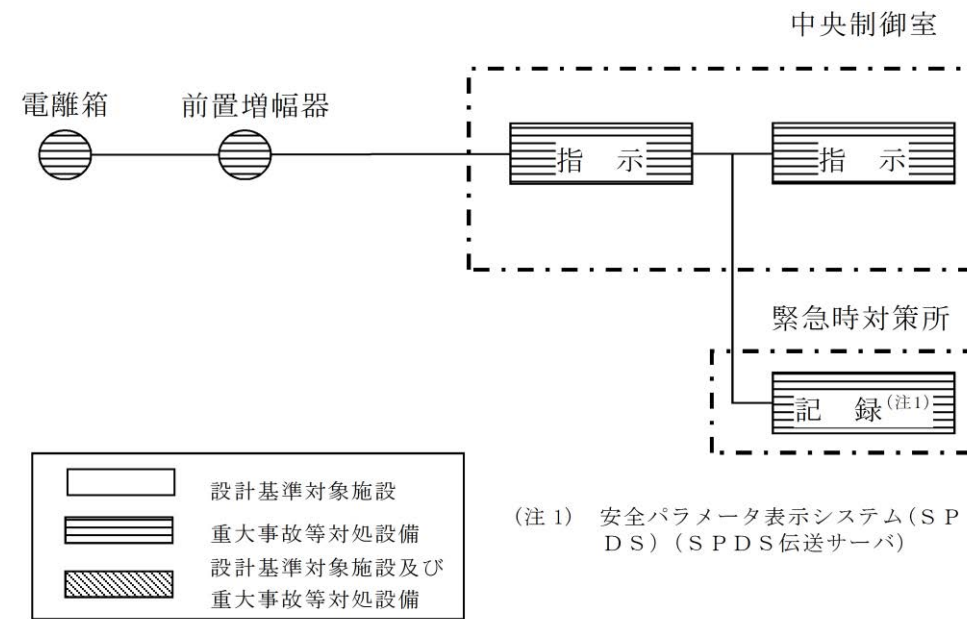 中央制御室
電離箱
前置増幅器
指 示
指 示
緊急時対策所
記 録(注1)
設計基準対象施設
重大事故等対処設備
設計基準対象施設及び
重大事故等対処設備
(注 1) 安全パラメータ表示システム(ＳＰ
ＤＳ)(ＳＰＤＳ伝送サーバ)